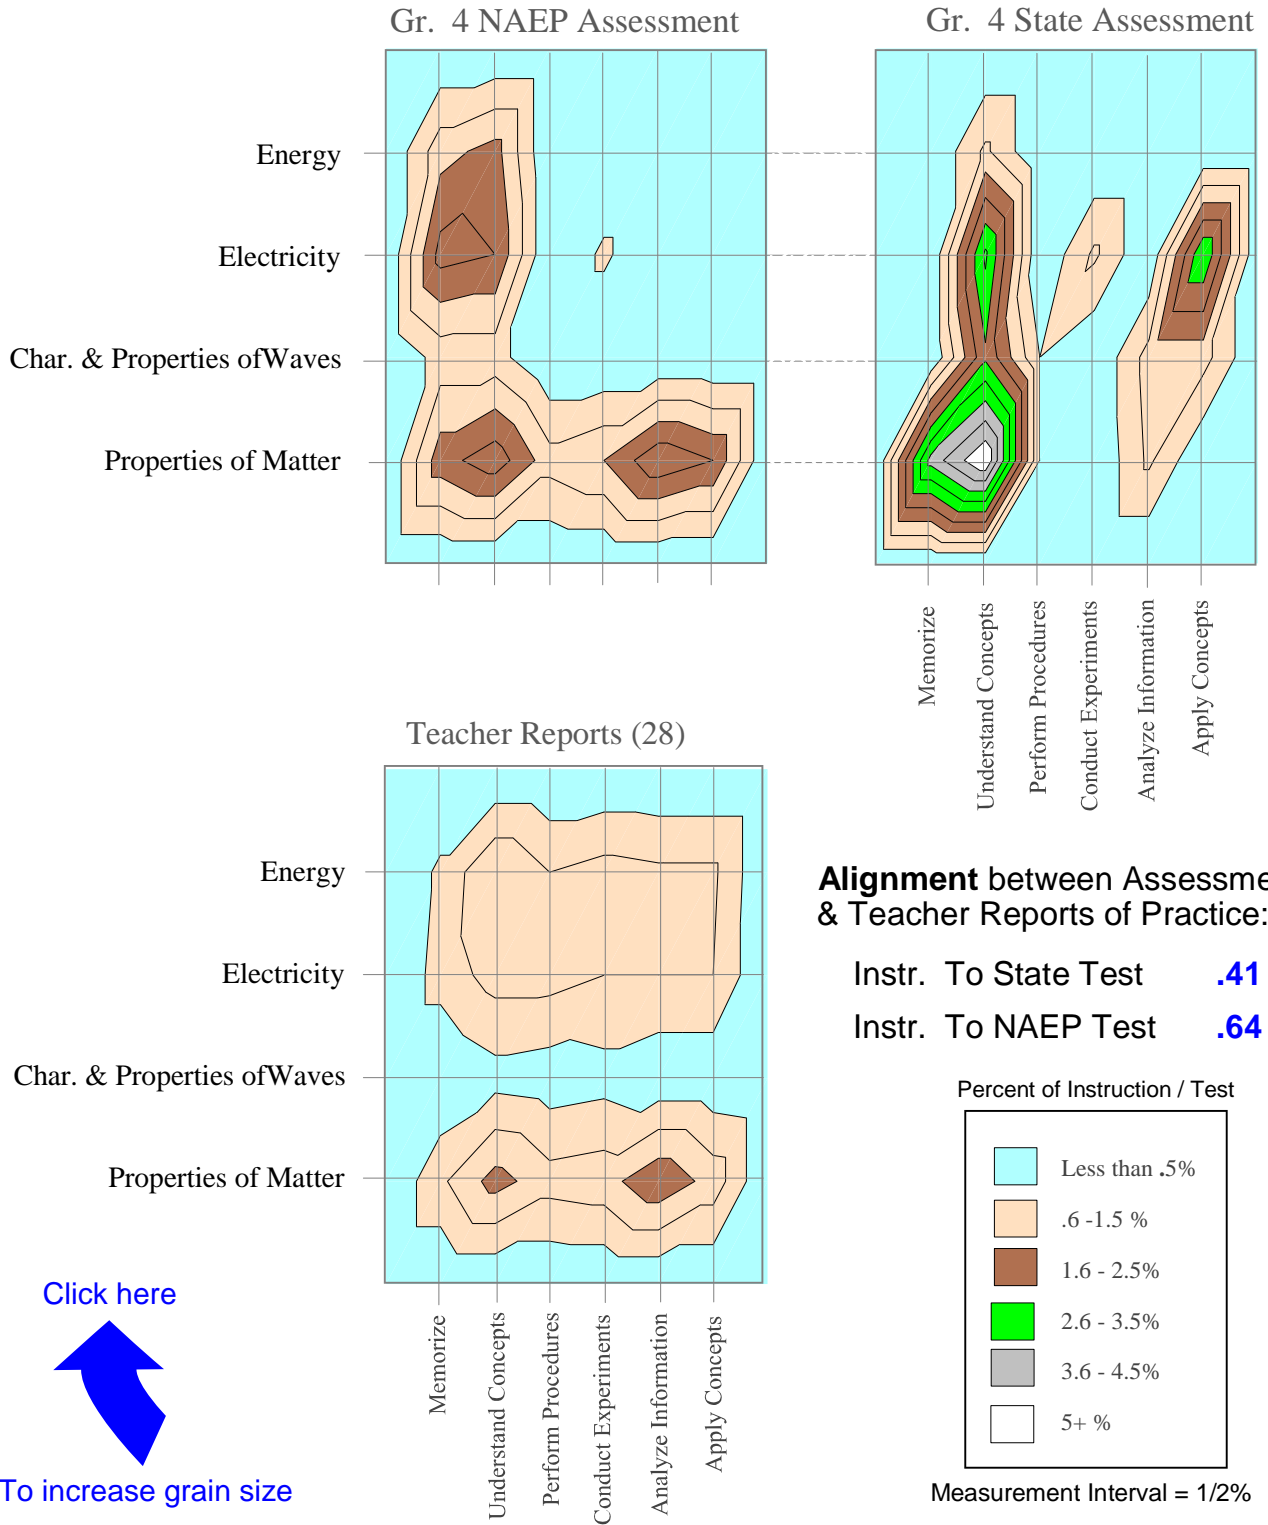 Gr. 4 NAEP Assessment
Gr. 4 State Assessment
Energy
Electricity
Char. & Properties ofWaves
Properties of Matter
Memorize
Understand Concepts
Perform Procedures
Conduct Experiments
Analyze Information
Apply Concepts
Teacher Reports (28)
Energy
Electricity
Char. & Properties ofWaves
Properties of Matter
Memorize
Understand Concepts
Perform Procedures
Conduct Experiments
Analyze Information
Apply Concepts
Alignment between Assessme
& Teacher Reports of Practice:
Instr. To State Test .41
Instr. To NAEP Test .64
Percent of Instruction / Test
Less than .5%
.6 -1.5 %
1.6 - 2.5%
2.6 - 3.5%
3.6 - 4.5%
5+ %
Measurement Interval = 1/2%
Click here
To increase grain size